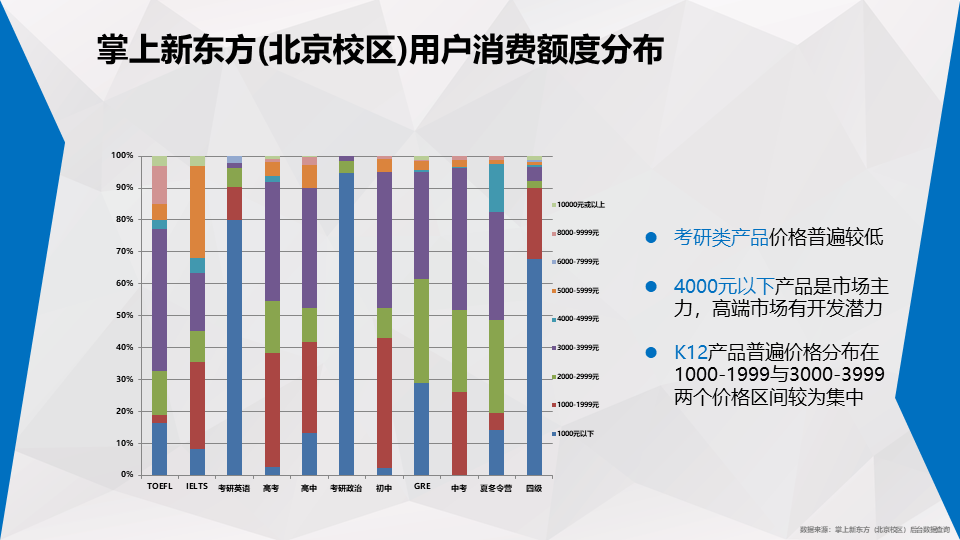 掌上新东方(北京校区)用户消费额度分布
100%
90%
80%
70%
60%
50%
40%
30%
20%
10%
0%
TOEFL
IELTS
考研英语
高考
高中
考研政治
初中
GRE
中考
夏冬令营
四级
10000元或以上
8000-9999元
6000-7999元
5000-5999元
4000-4999元
3000-3999元
2000-2999元
1000-1999元
1000元以下
考研类产品价格普遍较低
4000元以下产品是市场主
力，高端市场有开发潜力
K12产品普遍价格分布在
1000-1999与3000-3999
两个价格区间较为集中
数据来源：掌上新东方（北京校区）后台数据查询